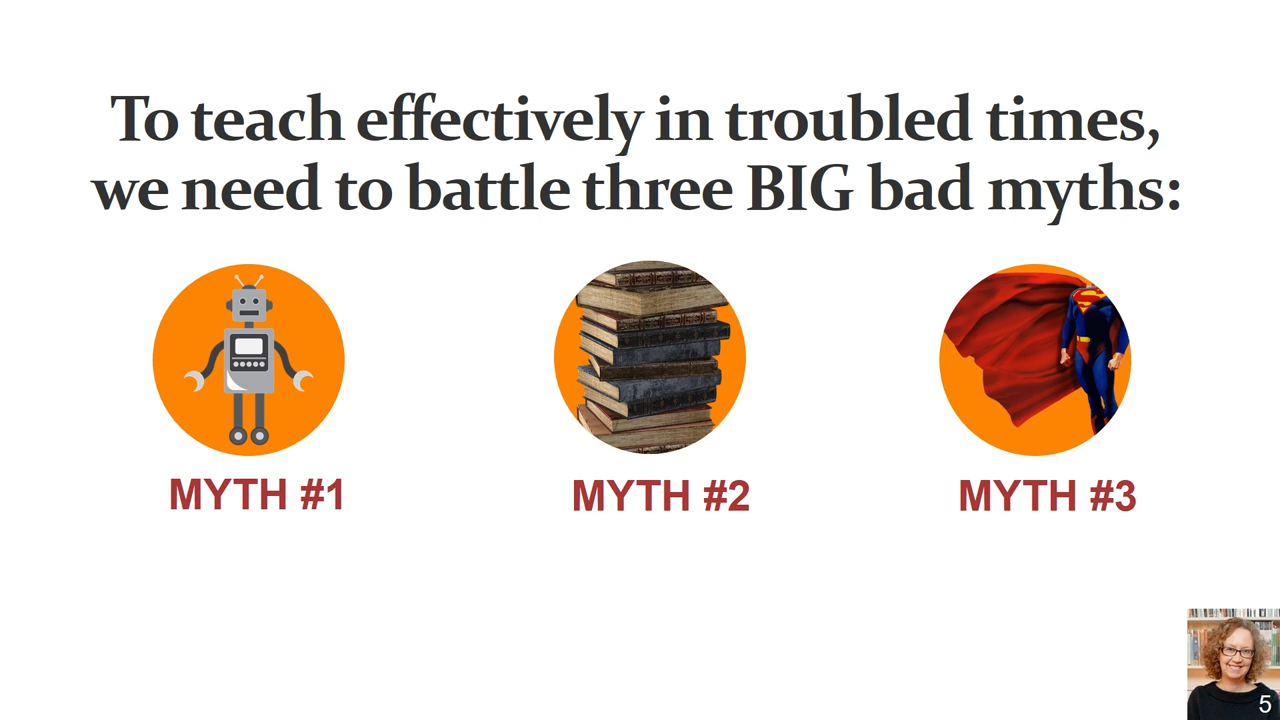 To teach effectively in troubled times,
we need to battle three BIG bad myths:
MYTH #1
MYTH #2
MYTH #3
5